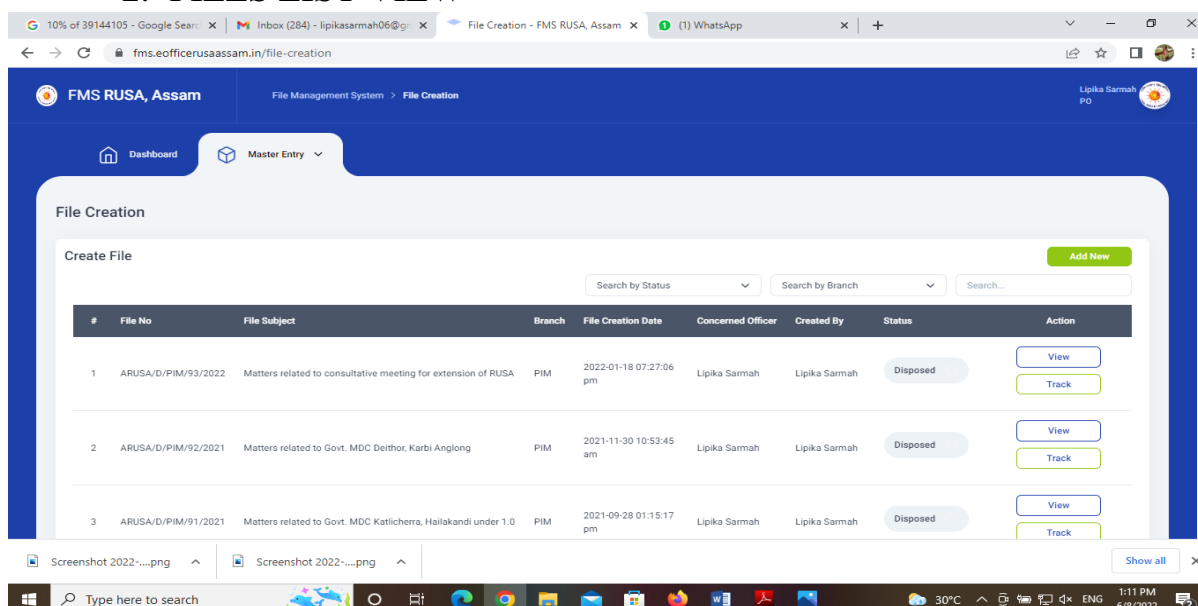 10% of 39144105 - Google Searc
Inbox (284) - lipikasarmah06@gm
File Creation - FMS RUSA, Assam
(1) WhatsApp
fms.eofficerusaassam.in/file-creation
FMS RUSA, Assam
File Management System > File Creation
Lipika Sarmah
PO
Dashboard
Master Entry
File Creation
Create File
Add New
Search by Status
Search by Branch
Search...
# File No File Subject Branch File Creation Date Concerned Officer Created By Status Action
1 ARUSA/D/PIM/93/2022 Matters related to consultative meeting for extension of RUSA PIM 2022-01-18 07:27:06 pm Lipika Sarmah Lipika Sarmah Disposed View
Track
2 ARUSA/D/PIM/92/2021 Matters related to Govt. MDC Deithor, Karbi Anglong PIM 2021-11-30 10:53:45 am Lipika Sarmah Lipika Sarmah Disposed View
Track
3 ARUSA/D/PIM/91/2021 Matters related to Govt. MDC Katlicherra, Hailakandi under 1.0 PIM 2021-09-28 01:15:17 pm Lipika Sarmah Lipika Sarmah Disposed View
Track
Screenshot 2022-....png
Screenshot 2022-....png
Show all
Type here to search
30°C
ENG
1:11 PM
6/8/2022